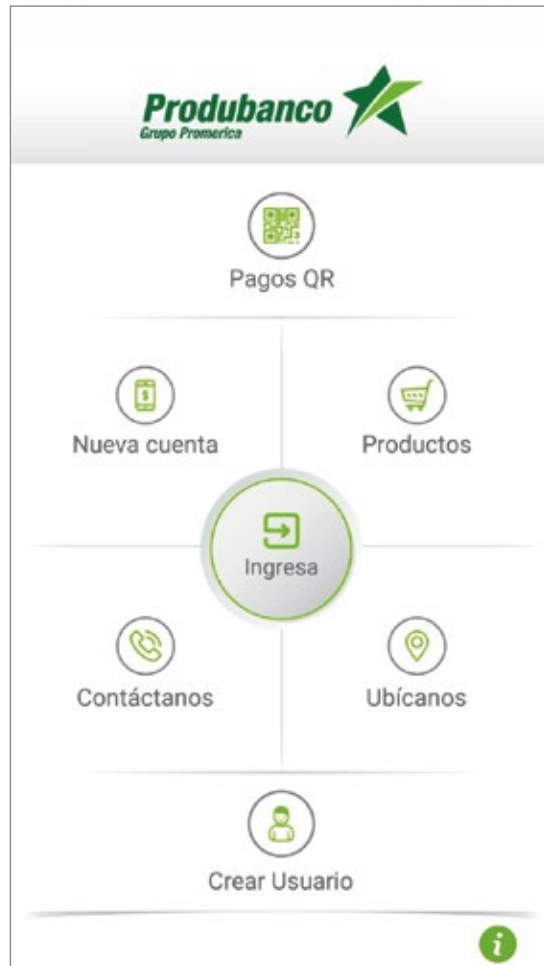 Produbanco
Grupo Promerica
Pagos QR
Nueva cuenta
Productos
Ingresa
Contáctanos
Ubícanos
Crear Usuario
i